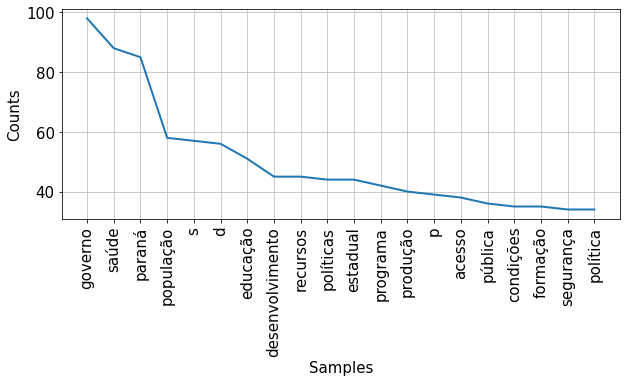 100
80
60
40
Counts
governo
saúde
paraná
população
s
d
educação
desenvolvimento
recursos
políticas
estadual
programa
produção
p
acesso
pública
condições
formação
segurança
política
Samples